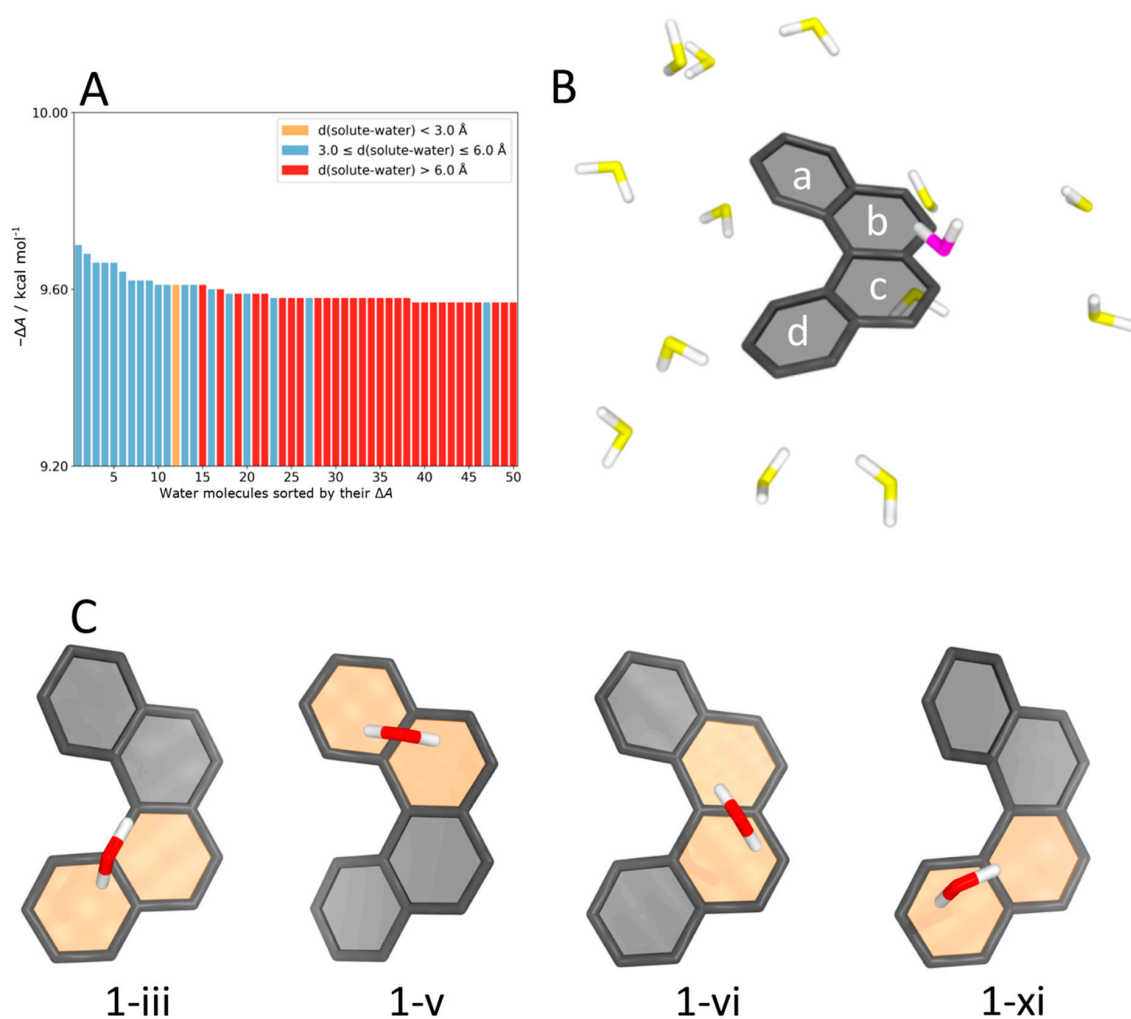 A
10.00
9.60
9.20
−ΔA / kcal mol⁻¹
d(solute-water) < 3.0 Å
3.0 ≤ d(solute-water) ≤ 6.0 Å
d(solute-water) > 6.0 Å
5 10 15 20 25 30 35 40 45 50
Water molecules sorted by their ΔA
B
a
b
c
d
C
1-iii 1-v 1-vi 1-xi